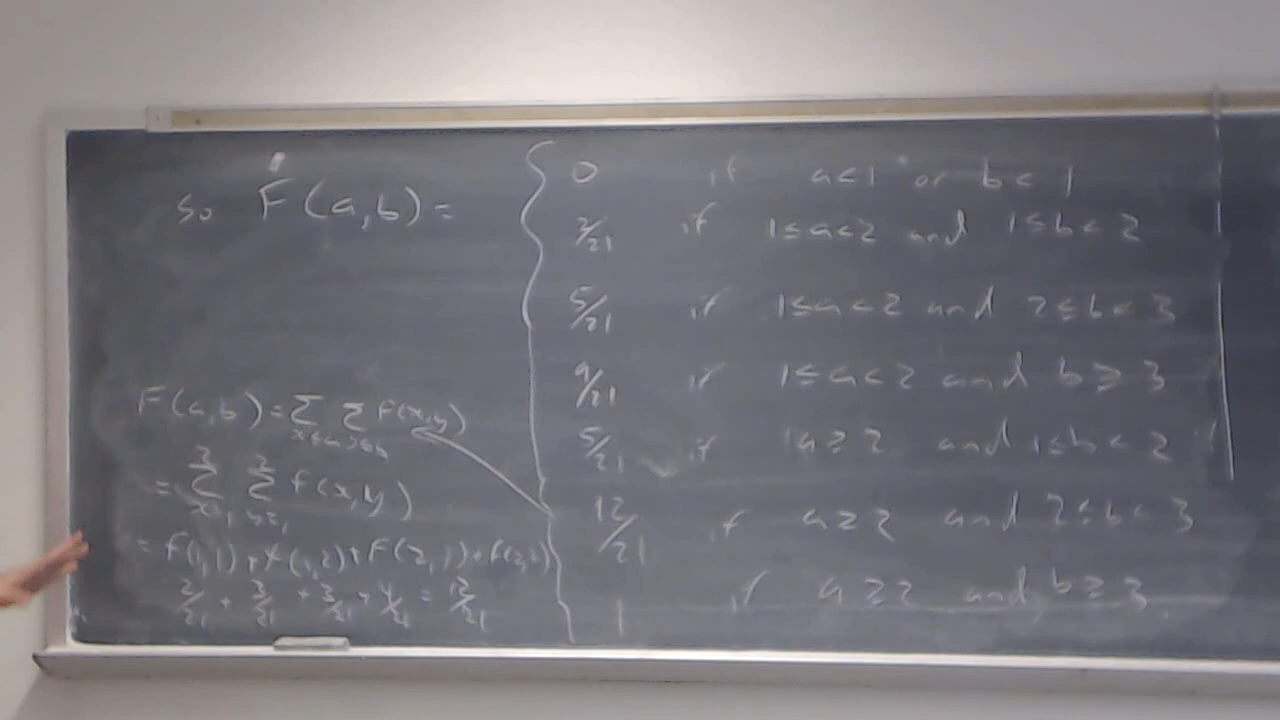 so F(a,b) =
0 if a<1 or b<1
2/21 if 1≤a<2 and 1≤b<2
5/21 if 1≤a<2 and 2≤b<3
9/21 if 1≤a<2 and b≥3
5/21 if a≥2 and 1≤b<2
12/21 if a≥2 and 2≤b<3
1 if a≥2 and b≥3
F(a,b) = Σ x≤a Σ y≤b f(x,y)
= Σ x=1 2 Σ y=1 2 f(x,y)
= f(1,1) + f(1,2) + f(2,1) + f(2,2)
2/21 + 3/21 + 3/21 + 4/21 = 12/21